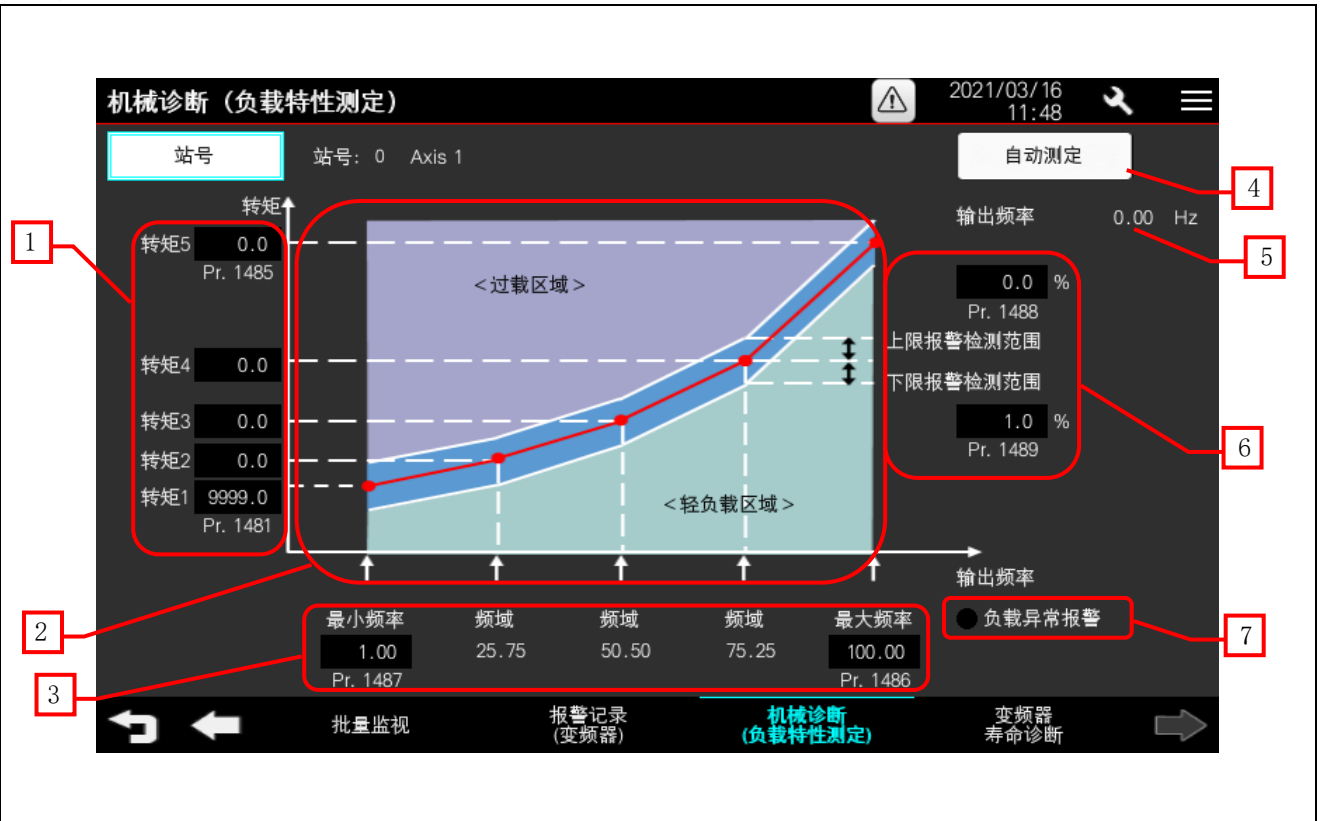 机械诊断（负载特性测定）
2021/03/16
11:48
站号
站号: 0 Axis 1
自动测定
4
转矩
输出频率 0.00 Hz
5
1
转矩5 0.0
Pr. 1485
<过载区域>
0.0 %
Pr. 1488
上限报警检测范围
转矩4 0.0
下限报警检测范围
转矩3 0.0
1.0 %
Pr. 1489
6
转矩2 0.0
转矩1 9999.0
Pr. 1481
<轻负载区域>
输出频率
2
最小频率 频域 频域 频域 最大频率
负载异常报警
7
1.00 25.75 50.50 75.25 100.00
Pr. 1487 Pr. 1486
3
批量监视
报警记录
(变频器)
机械诊断
(负载特性测定)
变频器
寿命诊断